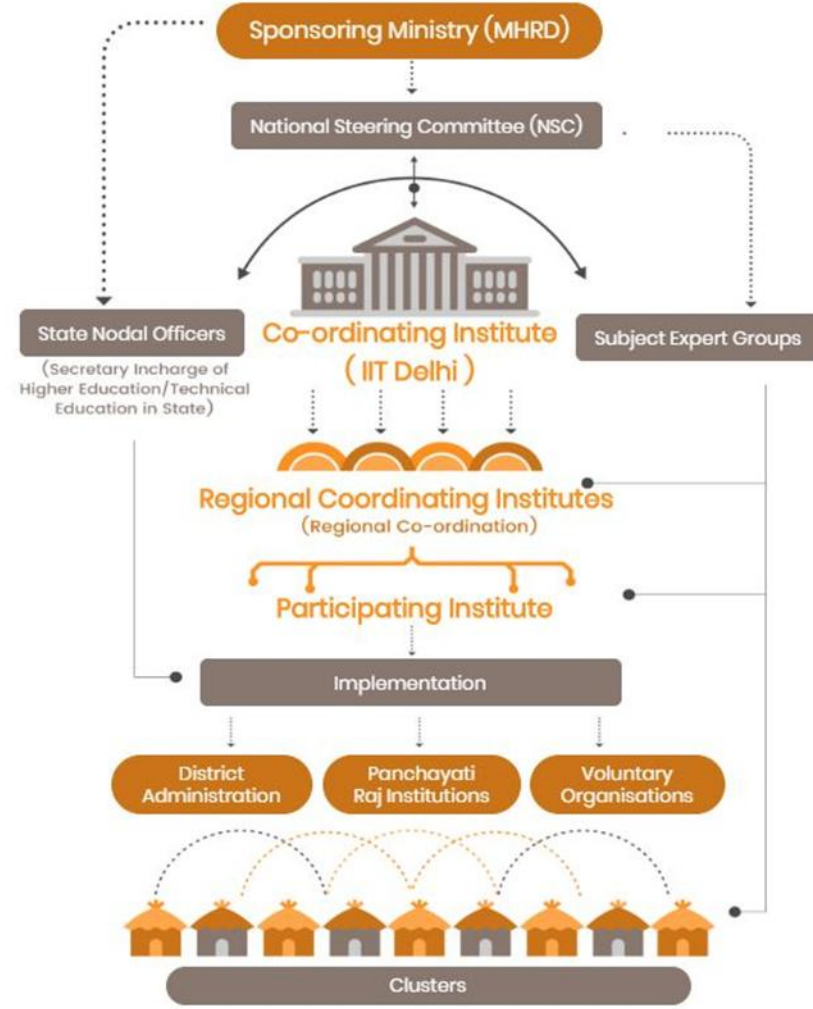 Sponsoring Ministry (MHRD)
National Steering Committee (NSC)
State Nodal Officers
(Secretary Incharge of
Higher Education/Technical
Education in State)
Co-ordinating Institute
( IIT Delhi )
Subject Expert Groups
Regional Coordinating Institutes
(Regional Co-ordination)
Participating Institute
Implementation
District
Administration
Panchayati
Raj Institutions
Voluntary
Organisations
Clusters